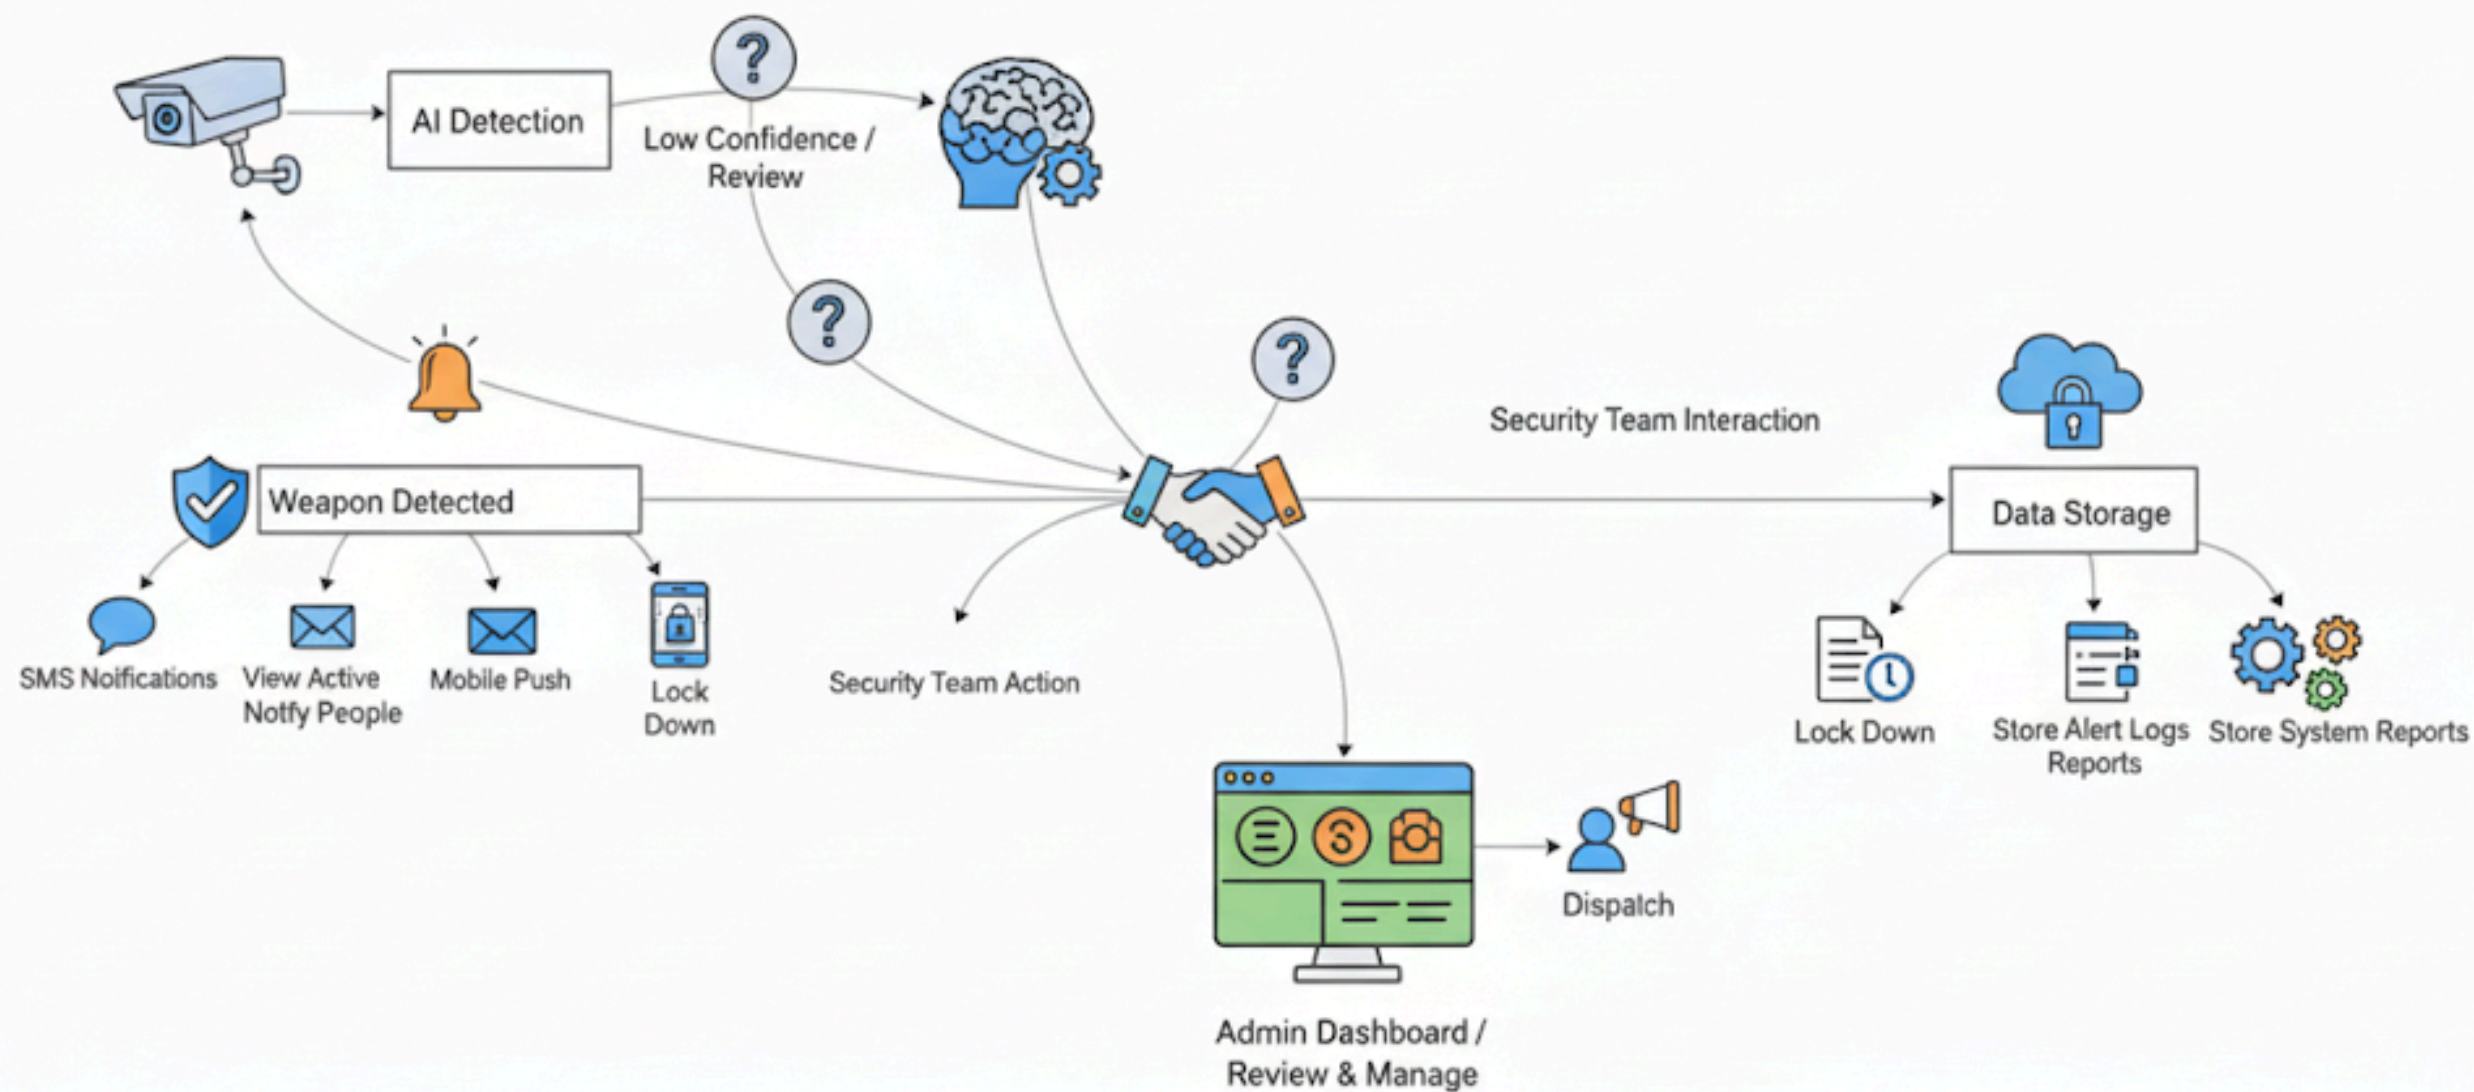 AI Detection
Low Confidence /
Review
Security Team Interaction
Weapon Detected
Data Storage
SMS Noifications
View Active
Notfy People
Mobile Push
Lock
Down
Security Team Action
Lock Down
Store Alert Logs
Reports
Store System Reports
Dispalch
Admin Dashboard /
Review & Manage